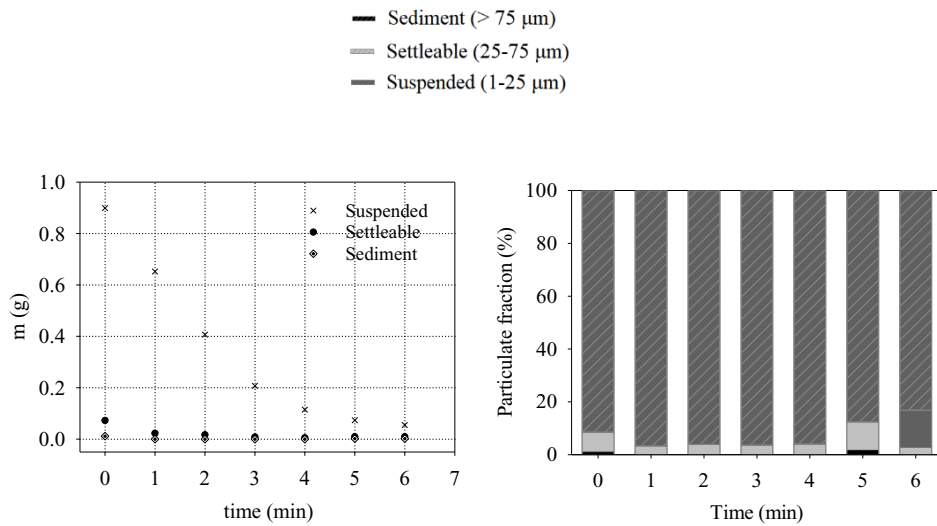 Sediment (> 75 μm)
Settleable (25-75 μm)
Suspended (1-25 μm)
m (g)
1.0
0.8
0.6
0.4
0.2
0.0
Suspended
Settleable
Sediment
0 1 2 3 4 5 6 7
time (min)
Particulate fraction (%)
100
80
60
40
20
0
0 1 2 3 4 5 6
Time (min)